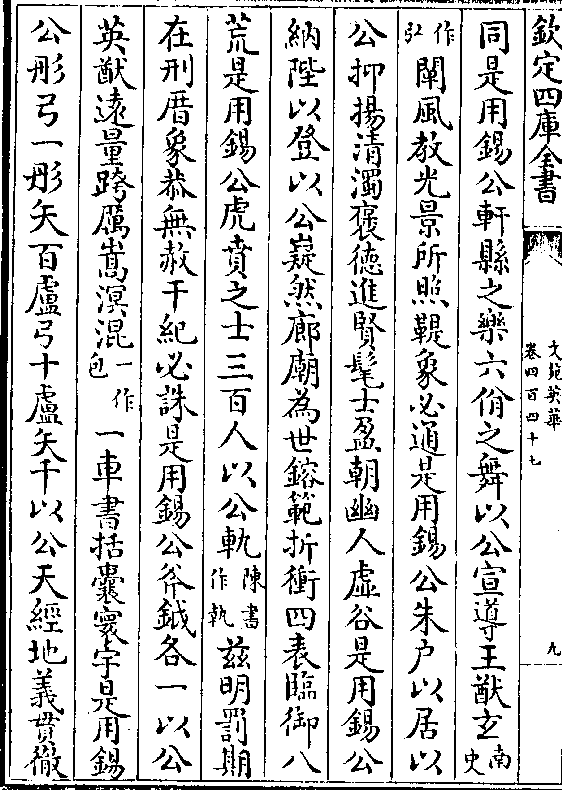 欽定四庫全書
文苑英華
卷四百四十七
九
同是用錫公軒縣之樂六佾之舞以公宣導王猷玄南史
作弘闡風教光景所照鞮象必通是用錫公朱户以居以
公抑揚清濁褒徳進賢髦士盈朝幽人虚谷是用錫公
納陛以登以公嶷然廊廟為世鎔範折衝四表臨御八
荒是用錫公虎賁之士三百人以公軌陳書作執兹明罰期
在刑厝象恭無赦干紀必誅是用錫公斧鉞各一以公
英猷遠量跨厲嵩溟混一作包一車書括囊寰宇是用錫
公彤弓一彤矢百盧弓十盧矢千以公天經地義貫徹